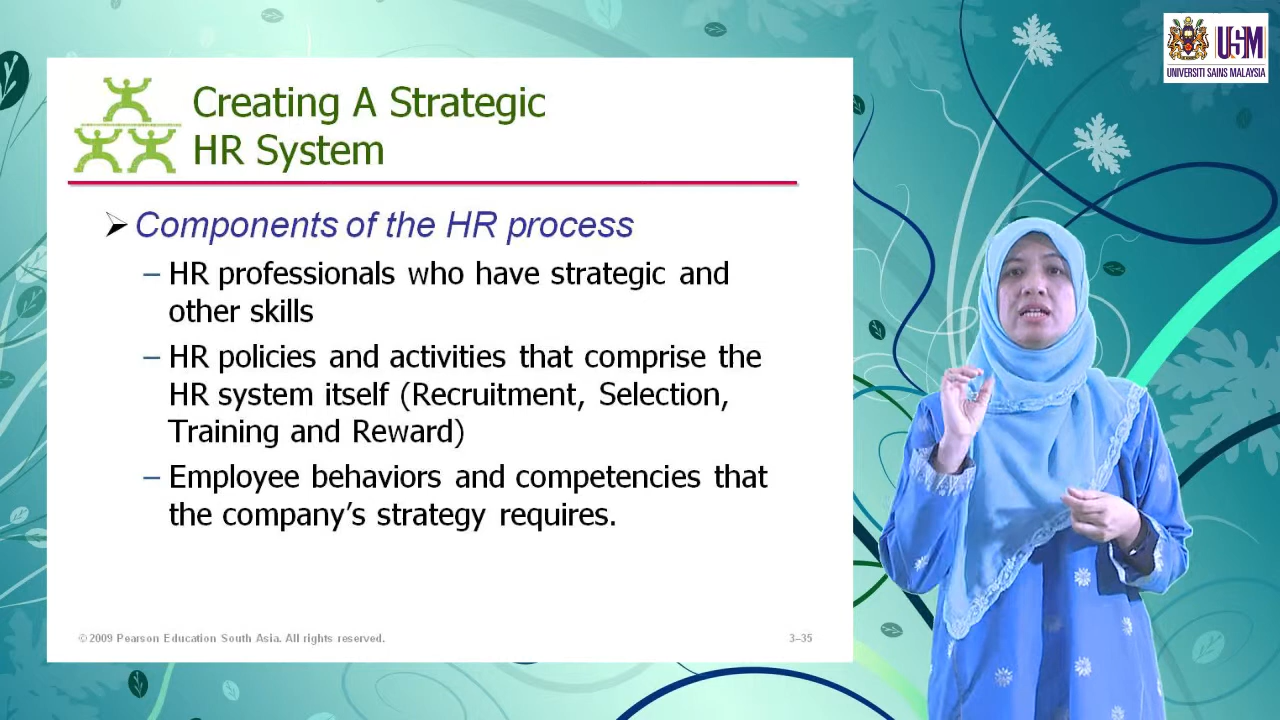 Creating A Strategic
HR System
➢ Components of the HR process
– HR professionals who have strategic and
other skills
– HR policies and activities that comprise the
HR system itself (Recruitment, Selection,
Training and Reward)
– Employee behaviors and competencies that
the company’s strategy requires.
© 2009 Pearson Education South Asia. All rights reserved.
3–35
USM
UNIVERSITI SAINS MALAYSIA